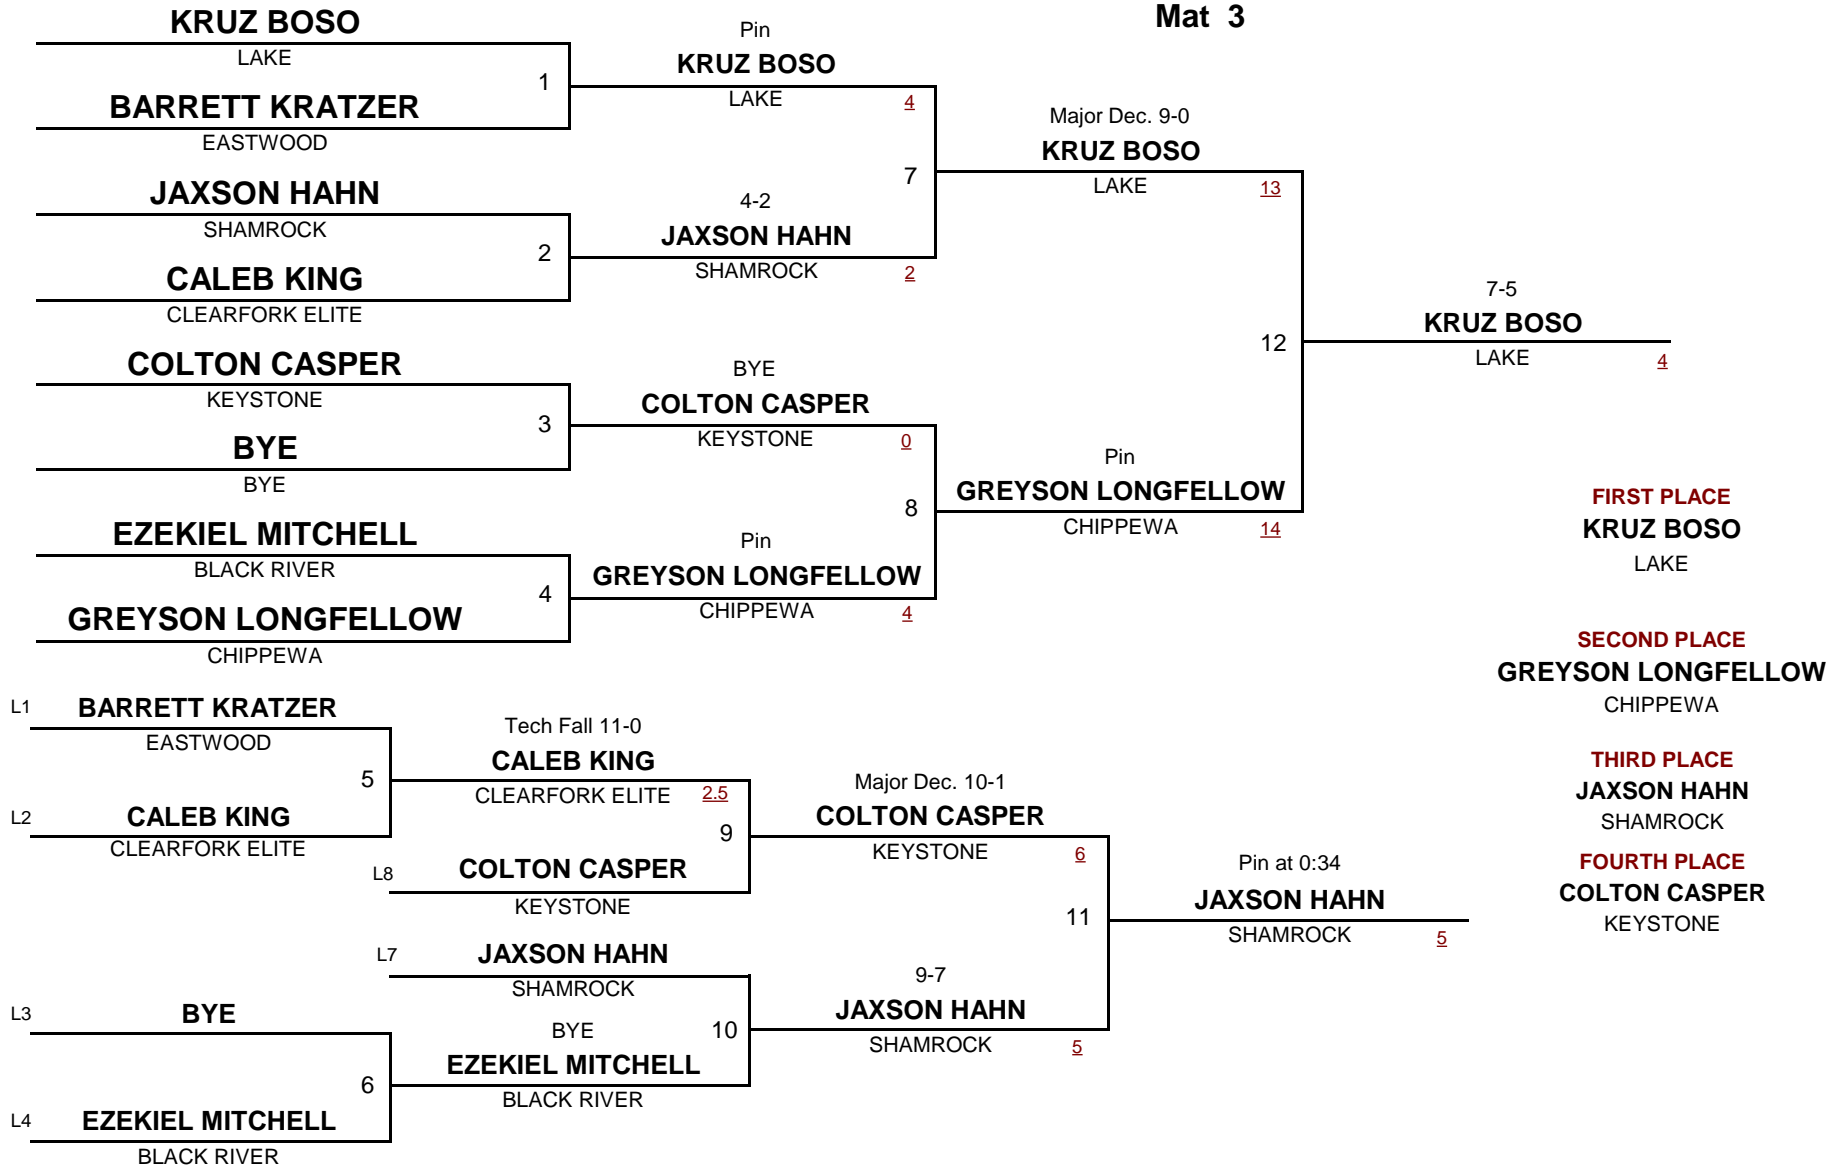 Mat 3
KRUZ BOSO
LAKE
1
BARRETT KRATZER
EASTWOOD
JAXSON HAHN
SHAMROCK
2
CALEB KING
CLEARFORK ELITE
COLTON CASPER
KEYSTONE
3
BYE
BYE
EZEKIEL MITCHELL
BLACK RIVER
4
GREYSON LONGFELLOW
CHIPPEWA
Pin
KRUZ BOSO
LAKE
4
7
4-2
JAXSON HAHN
SHAMROCK
2
BYE
COLTON CASPER
KEYSTONE
0
8
Pin
GREYSON LONGFELLOW
CHIPPEWA
4
Major Dec. 9-0
KRUZ BOSO
LAKE
13
12
Pin
GREYSON LONGFELLOW
CHIPPEWA
14
7-5
KRUZ BOSO
LAKE
4
L1
BARRETT KRATZER
EASTWOOD
5
L2
CALEB KING
CLEARFORK ELITE
L3
BYE
6
L4
EZEKIEL MITCHELL
BLACK RIVER
Tech Fall 11-0
CALEB KING
CLEARFORK ELITE
2.5
9
L8
COLTON CASPER
KEYSTONE
L7
JAXSON HAHN
SHAMROCK
10
BYE
EZEKIEL MITCHELL
BLACK RIVER
Major Dec. 10-1
COLTON CASPER
KEYSTONE
6
11
9-7
JAXSON HAHN
SHAMROCK
5
Pin at 0:34
JAXSON HAHN
SHAMROCK
5
FIRST PLACE
KRUZ BOSO
LAKE
SECOND PLACE
GREYSON LONGFELLOW
CHIPPEWA
THIRD PLACE
JAXSON HAHN
SHAMROCK
FOURTH PLACE
COLTON CASPER
KEYSTONE